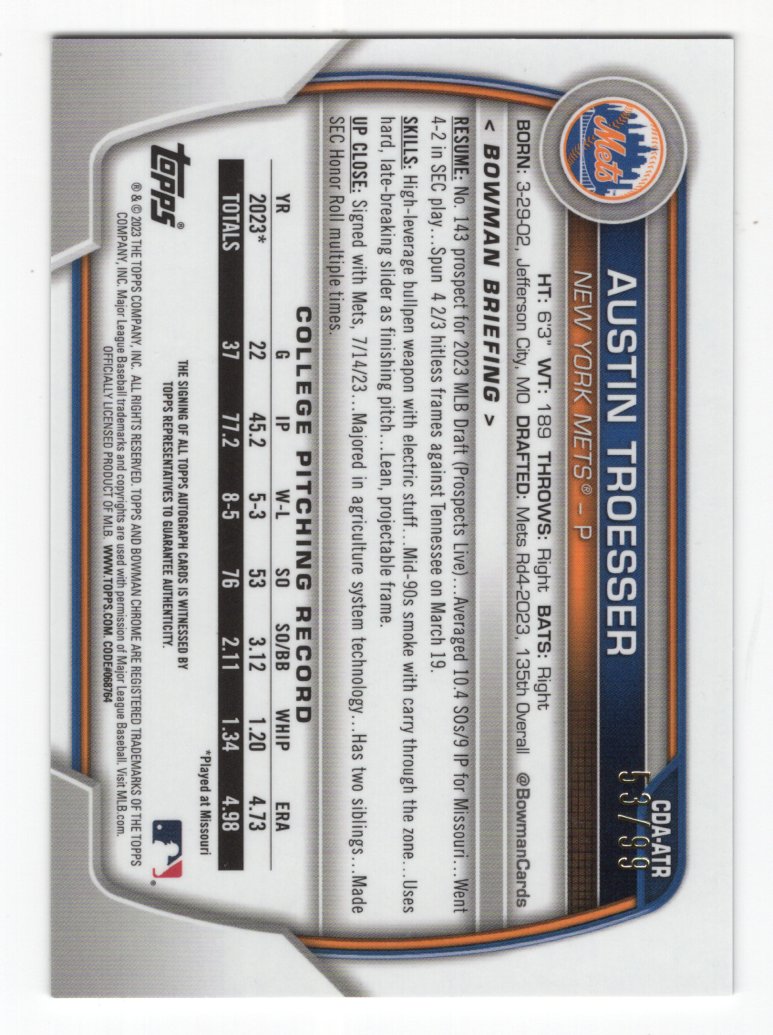 CDA-ATR
53/99
Mets
AUSTIN TROESSER
NEW YORK METS® – P
HT: 6'3" WT: 189 THROWS: Right BATS: Right
BORN: 3-29-02, Jefferson City, MO DRAFTED: Mets Rd4-2023, 135th Overall @BowmanCards
< BOWMAN BRIEFING >
RESUME: No. 143 prospect for 2023 MLB Draft (Prospects Live)...Averaged 10.4 SOs/9 IP for Missouri...Went
4-2 in SEC play...Spun 4 2/3 hitless frames against Tennessee on March 19.
SKILLS: High-leverage bullpen weapon with electric stuff...Mid-90s smoke with carry through the zone...Uses
hard, late-breaking slider as finishing pitch...Lean, projectable frame.
UP CLOSE: Signed with Mets, 7/14/23...Majored in agriculture system technology...Has two siblings...Made
SEC Honor Roll multiple times.
COLLEGE PITCHING RECORD
YR G IP W-L SO SO/BB WHIP ERA
2023* 22 45.2 5-3 53 3.12 1.20 4.73
TOTALS 37 77.2 8-5 76 2.11 1.34 4.98
*Played at Missouri
THE SIGNING OF ALL TOPPS AUTOGRAPH CARDS IS WITNESSED BY
TOPPS REPRESENTATIVES TO GUARANTEE AUTHENTICITY.
topps®
® & © 2023 THE TOPPS COMPANY, INC. ALL RIGHTS RESERVED. TOPPS AND BOWMAN CHROME ARE REGISTERED TRADEMARKS OF THE TOPPS
COMPANY, INC. Major League Baseball trademarks and copyrights are used with permission of Major League Baseball. Visit MLB.com.
OFFICIALLY LICENSED PRODUCT OF MLB. WWW.TOPPS.COM. CODE#068764